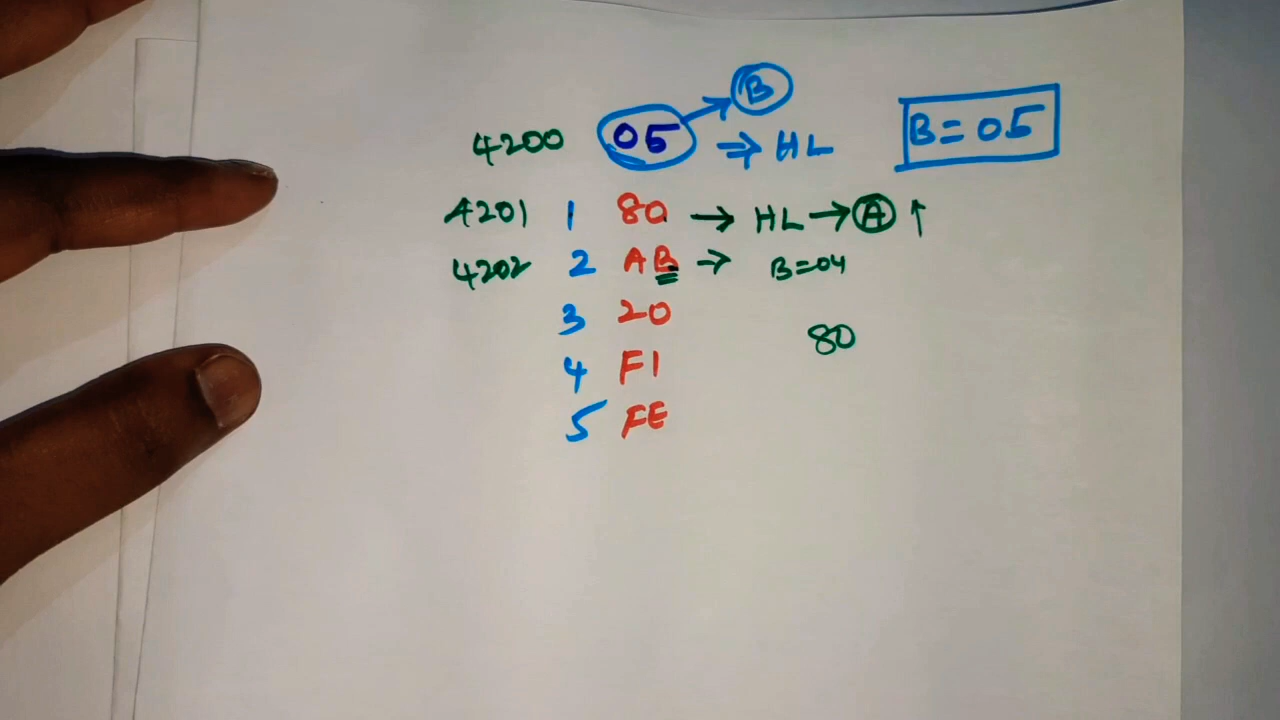 B
4200 05 → HL B=05
4201 1 80 → HL → A ↑
4202 2 AB → B=04
3 20
80
4 F1
5 FE